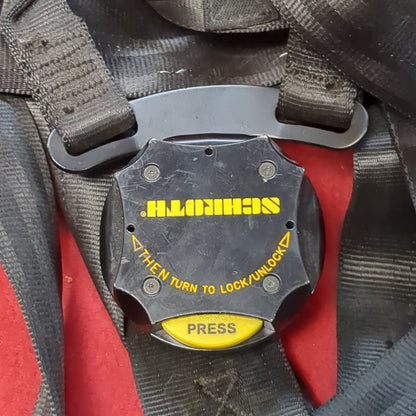 SCHROTH®
THEN TURN TO LOCK/UNLOCK
PRESS